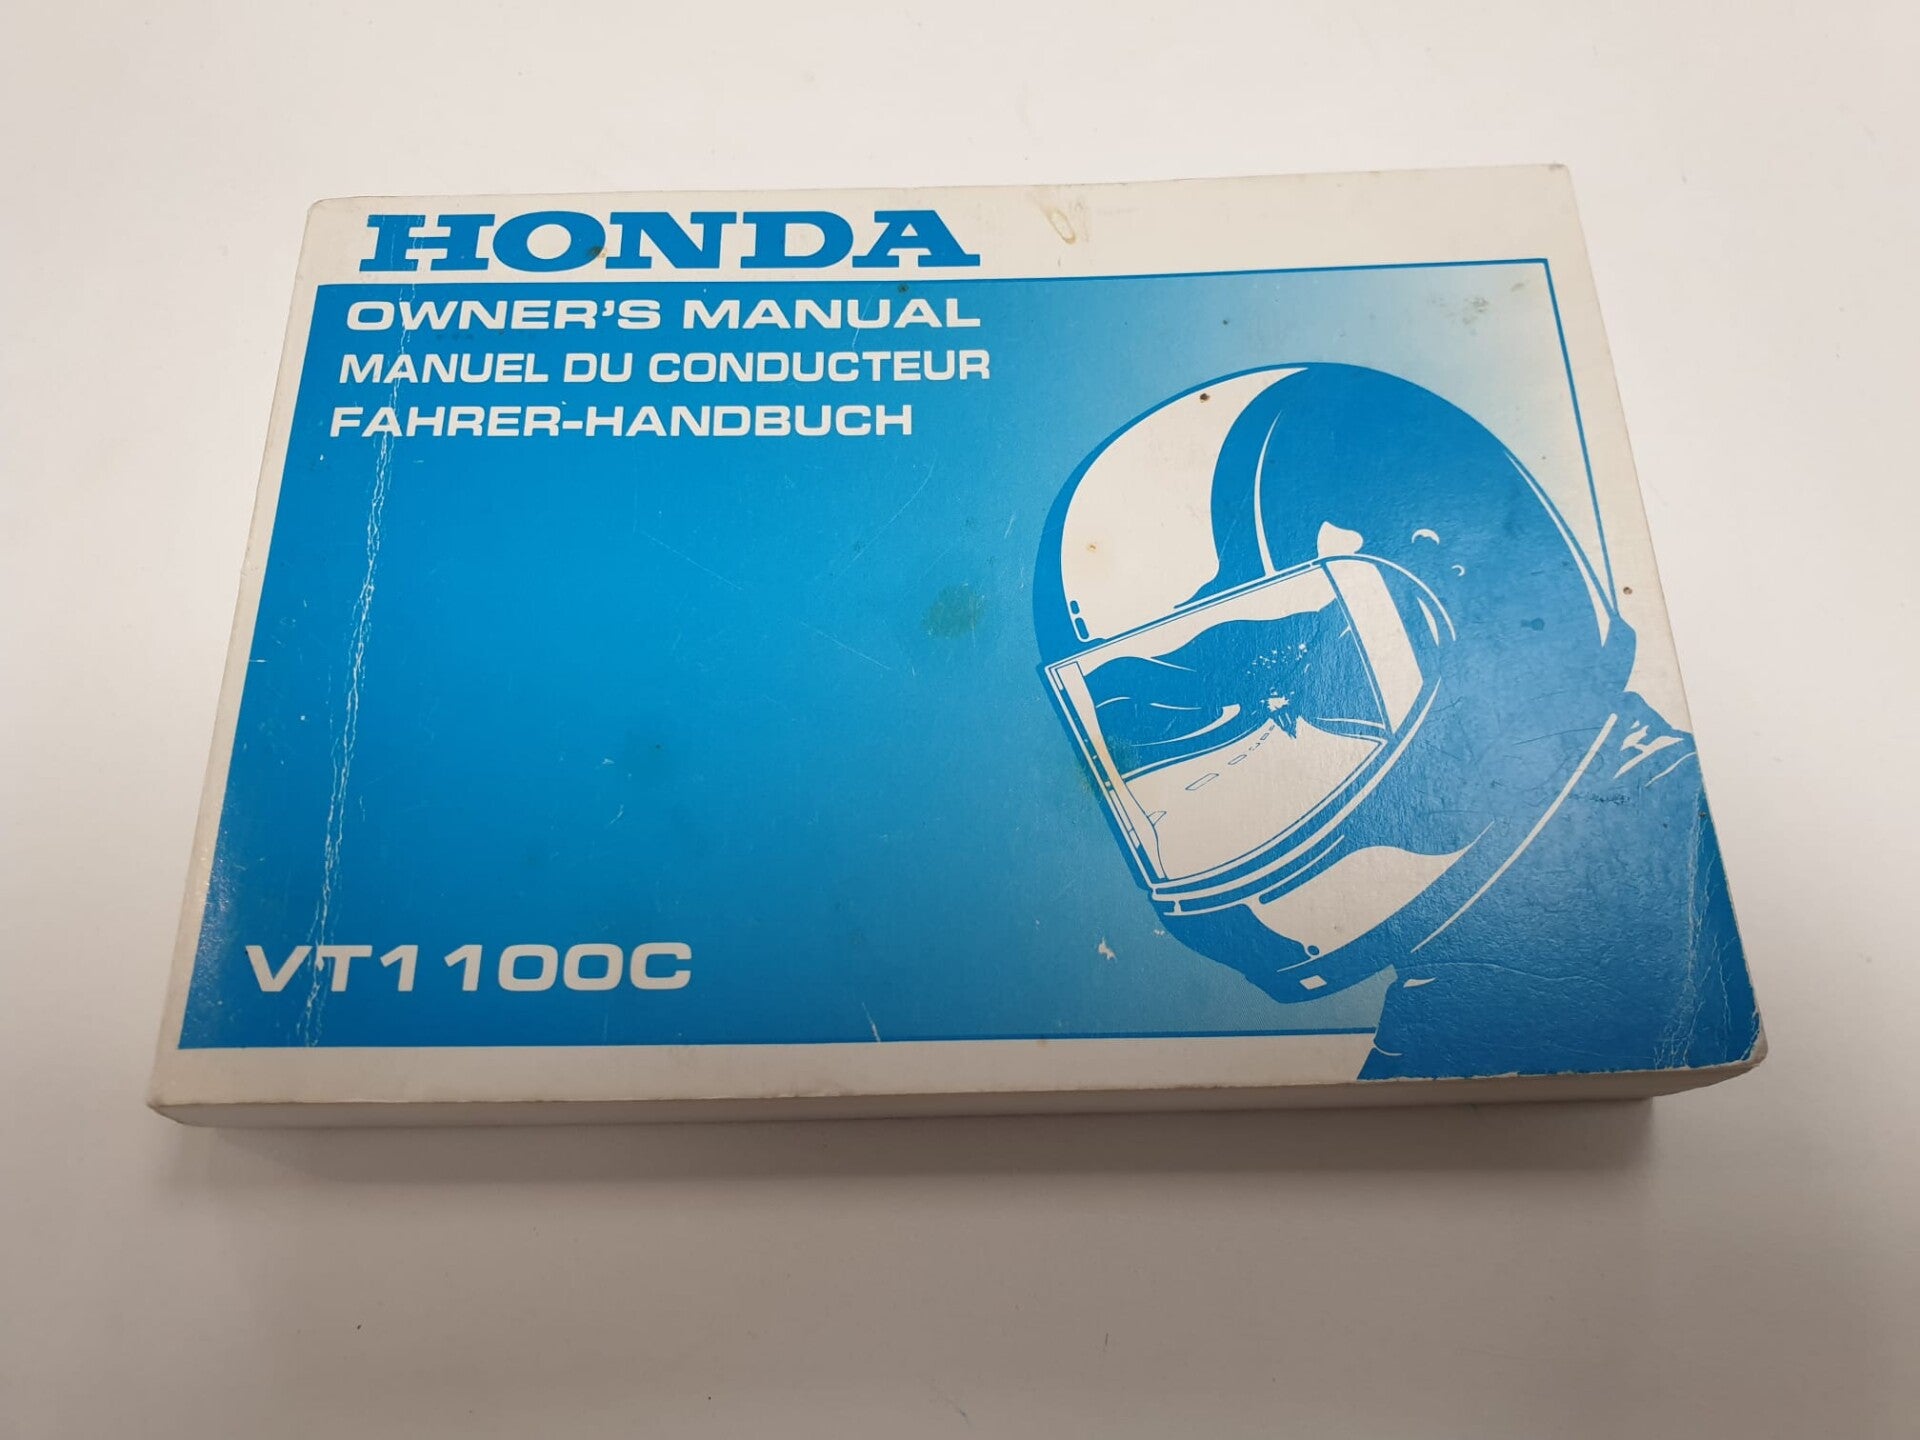 HONDA
OWNER'S MANUAL
MANUEL DU CONDUCTEUR
FAHRER-HANDBUCH
VT1100C